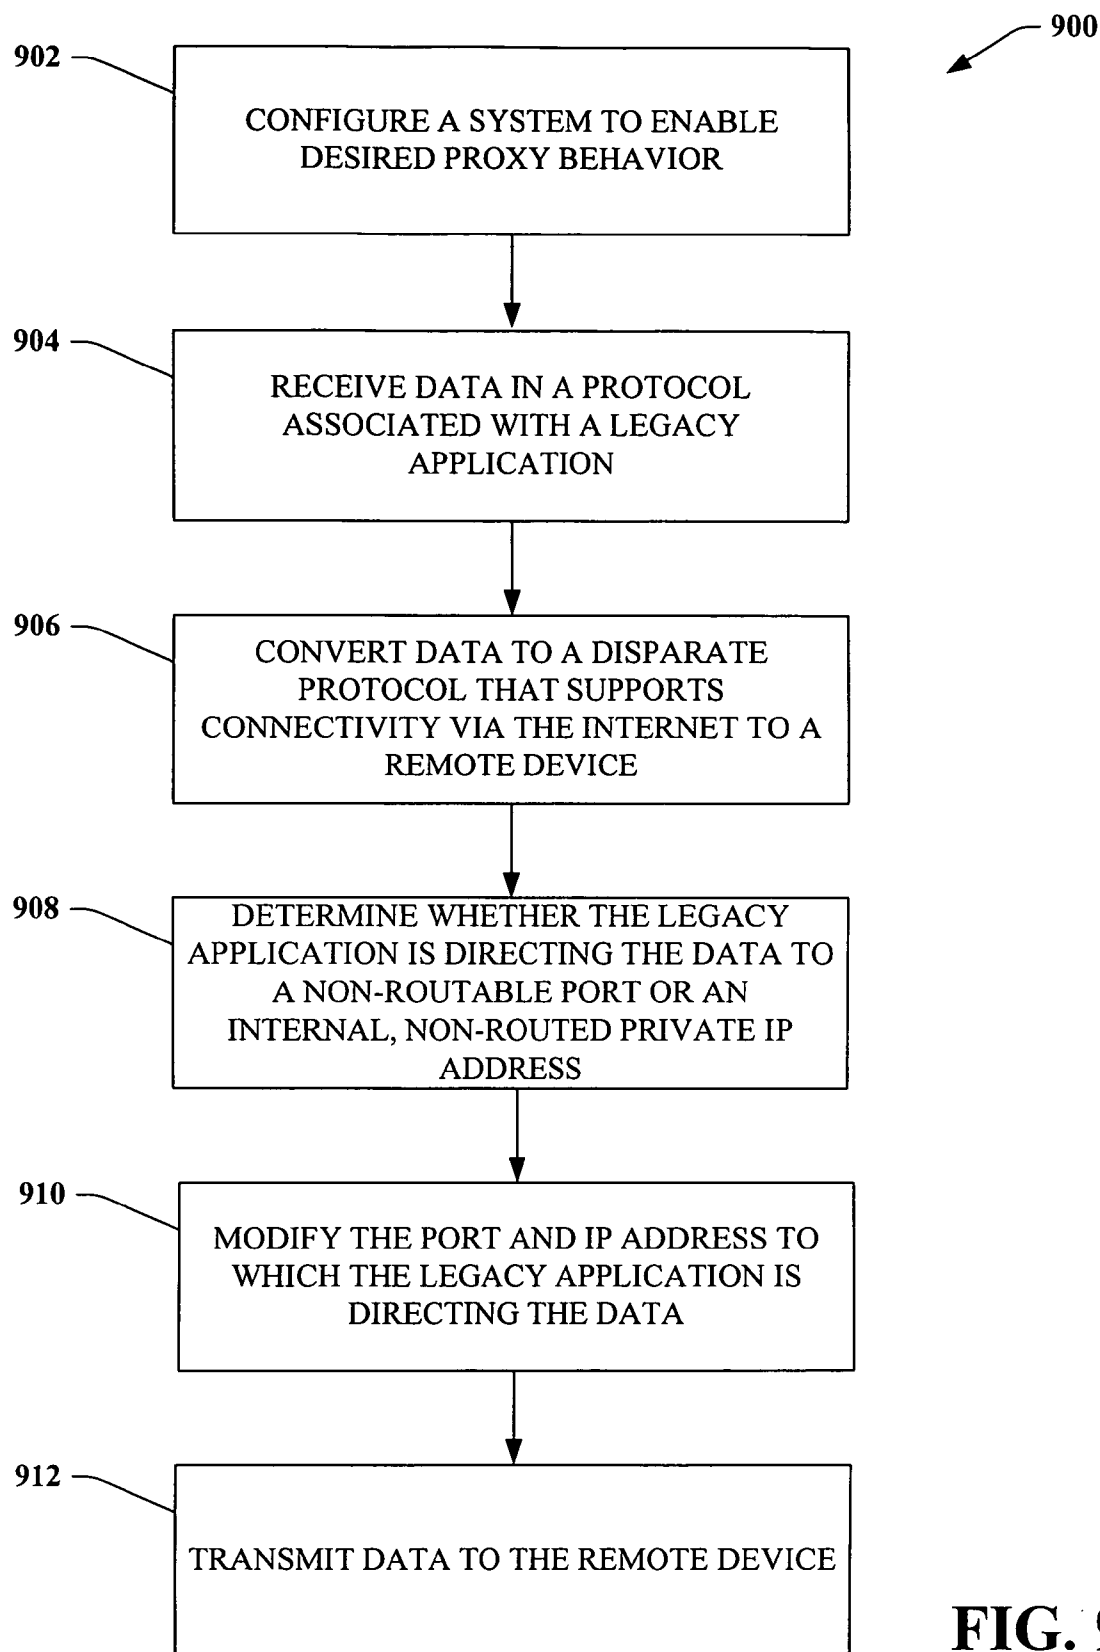 900
902
CONFIGURE A SYSTEM TO ENABLE
DESIRED PROXY BEHAVIOR
904
RECEIVE DATA IN A PROTOCOL
ASSOCIATED WITH A LEGACY
APPLICATION
906
CONVERT DATA TO A DISPARATE
PROTOCOL THAT SUPPORTS
CONNECTIVITY VIA THE INTERNET TO A
REMOTE DEVICE
908
DETERMINE WHETHER THE LEGACY
APPLICATION IS DIRECTING THE DATA TO
A NON-ROUTABLE PORT OR AN
INTERNAL, NON-ROUTED PRIVATE IP
ADDRESS
910
MODIFY THE PORT AND IP ADDRESS TO
WHICH THE LEGACY APPLICATION IS
DIRECTING THE DATA
912
TRANSMIT DATA TO THE REMOTE DEVICE
FIG.